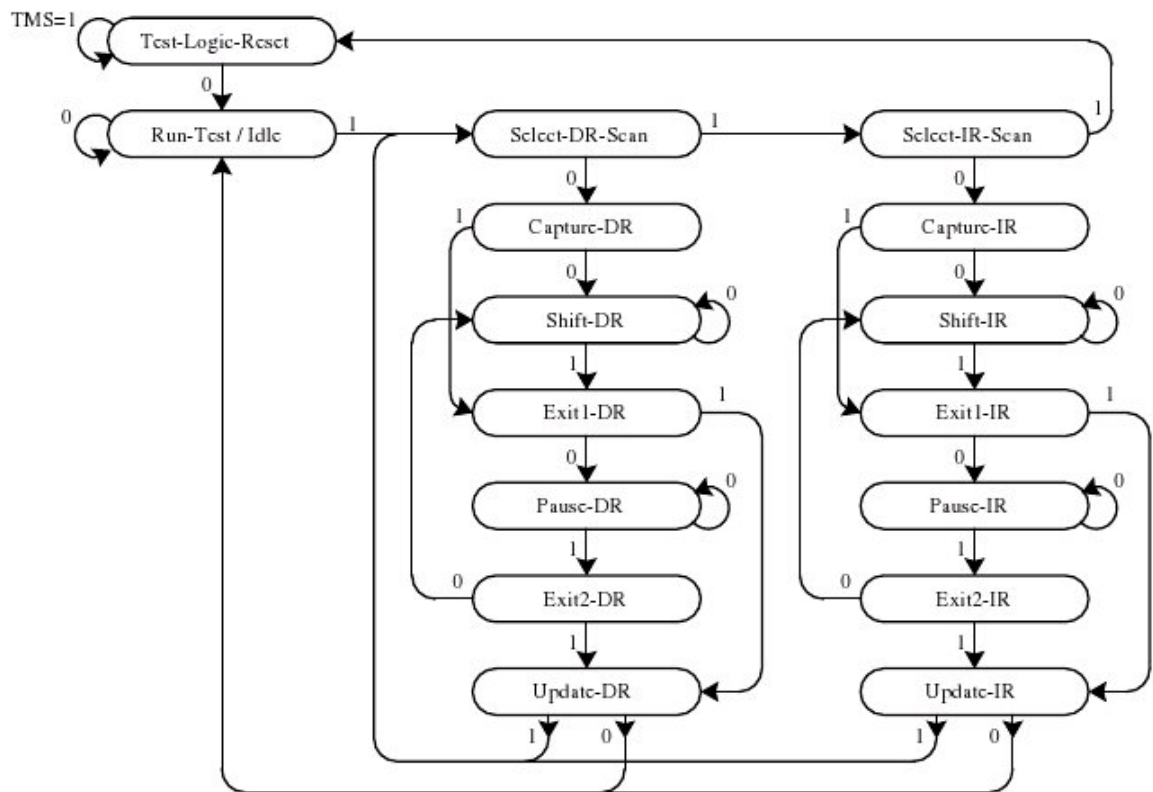 TMS=1
Test-Logic-Reset
0
0
Run-Test / Idle
1
Select-DR-Scan
1
Select-IR-Scan
1
0
0
1
Capture-DR
1
Capture-IR
0
0
Shift-DR
0
Shift-IR
0
1
1
Exit1-DR
1
Exit1-IR
1
0
0
Pause-DR
0
Pause-IR
0
1
1
0
Exit2-DR
0
Exit2-IR
1
1
Update-DR
Update-IR
1
0
1
0